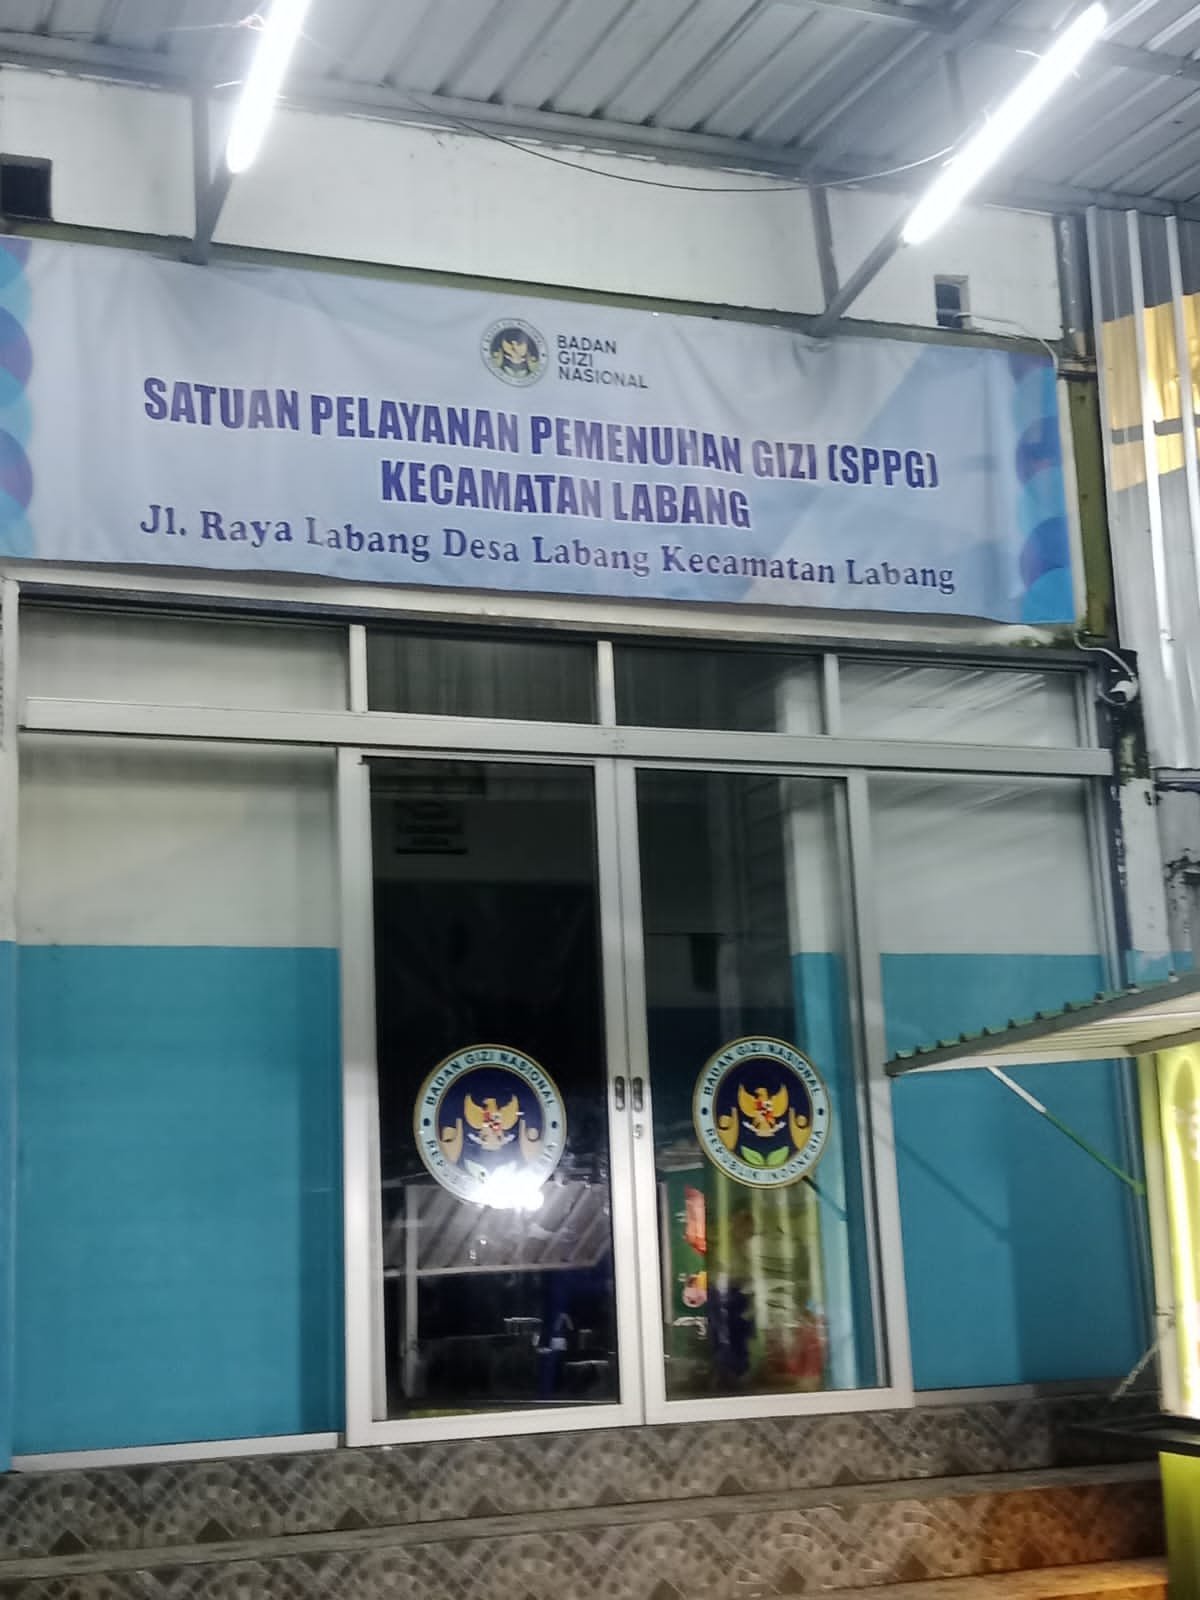 BADAN
GIZI
NASIONAL
SATUAN PELAYANAN PEMENUHAN GIZI (SPPG)
KECAMATAN LABANG
Jl. Raya Labang Desa Labang Kecamatan Labang
BADAN GIZI NASIONAL
BADAN GIZI NASIONAL
REPUBLIK INDONESIA